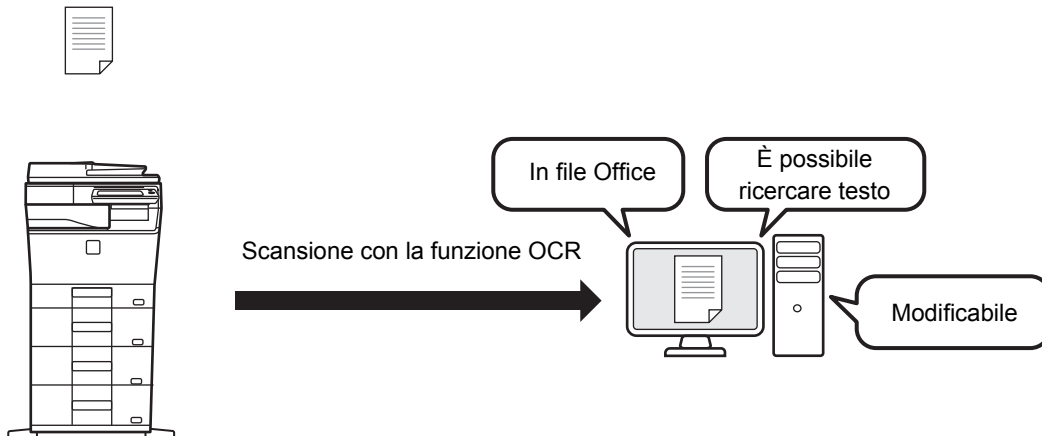 In file Office
È possibile
ricercare testo
Scansione con la funzione OCR
Modificabile